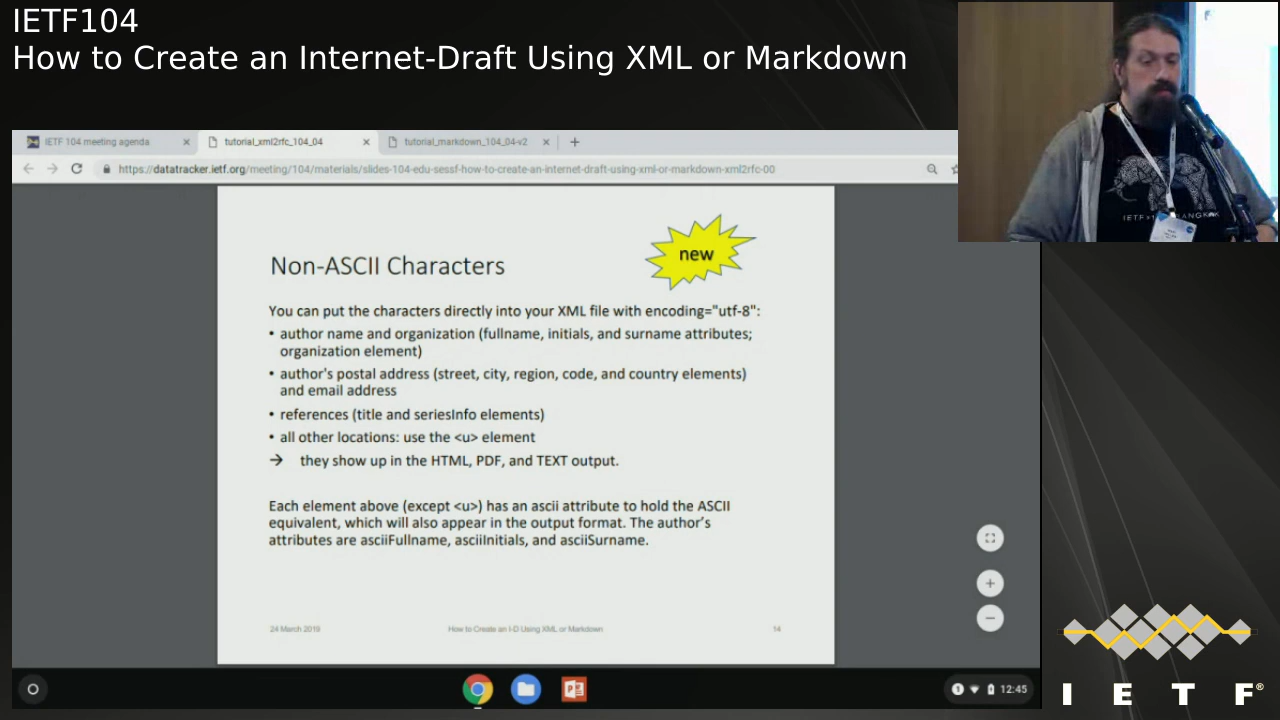 IETF104
How to Create an Internet-Draft Using XML or Markdown
IETF 104 meeting agenda
tutorial_xml2rfc_104_04
tutorial_markdown_104_04-v2
https://datatracker.ietf.org/meeting/104/materials/slides-104-edu-sessf-how-to-create-an-internet-draft-using-xml-or-markdown-xml2rfc-00
new
Non-ASCII Characters
You can put the characters directly into your XML file with encoding="utf-8":
• author name and organization (fullname, initials, and surname attributes;
organization element)
• author's postal address (street, city, region, code, and country elements)
and email address
• references (title and seriesInfo elements)
• all other locations: use the <u> element
→ they show up in the HTML, PDF, and TEXT output.
Each element above (except <u>) has an ascii attribute to hold the ASCII
equivalent, which will also appear in the output format. The author's
attributes are asciiFullname, asciiInitials, and asciiSurname.
24 March 2019
How to Create an I-D Using XML or Markdown
14
12:45
I E T F®